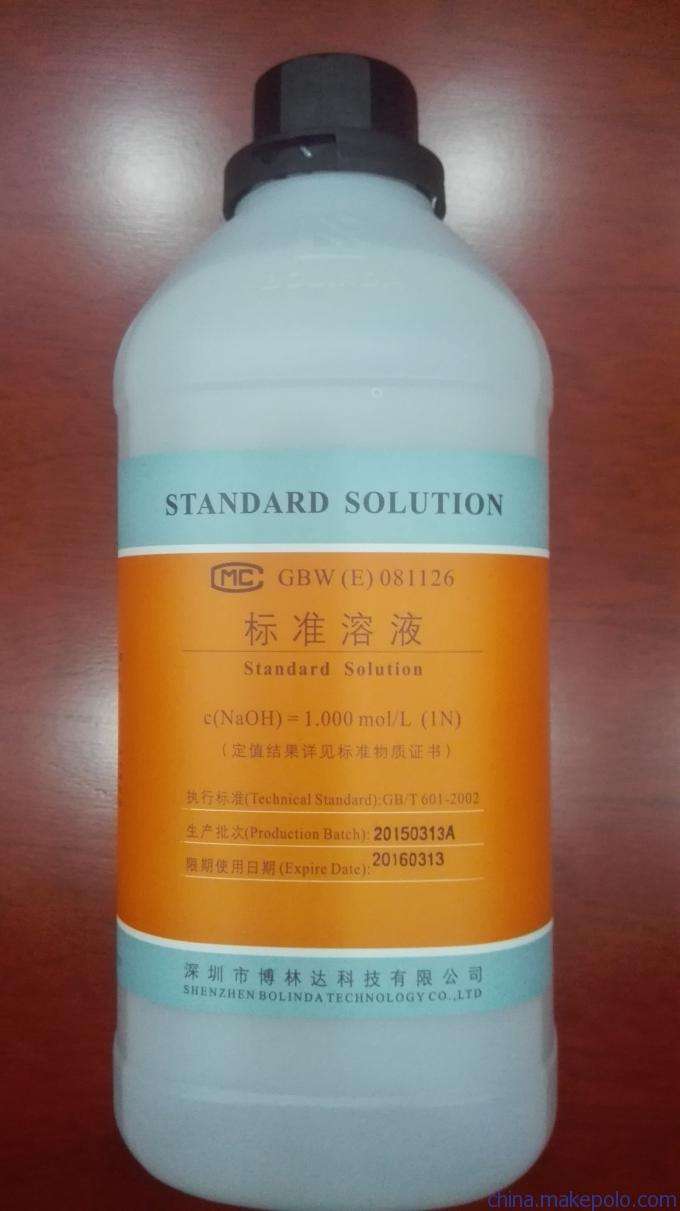 STANDARD SOLUTION
MC GBW (E) 081126
标准溶液
Standard Solution
c(NaOH) = 1.000 mol/L (1N)
(定值结果详见标准物质证书)
执行标准(Technical Standard):GB/T 601-2002
生产批次(Production Batch): 20150313A
限期使用日期(Expire Date): 20160313
深圳市博林达科技有限公司
SHENZHEN BOLINDA TECHNOLOGY CO.,LTD
china.makepolo.com